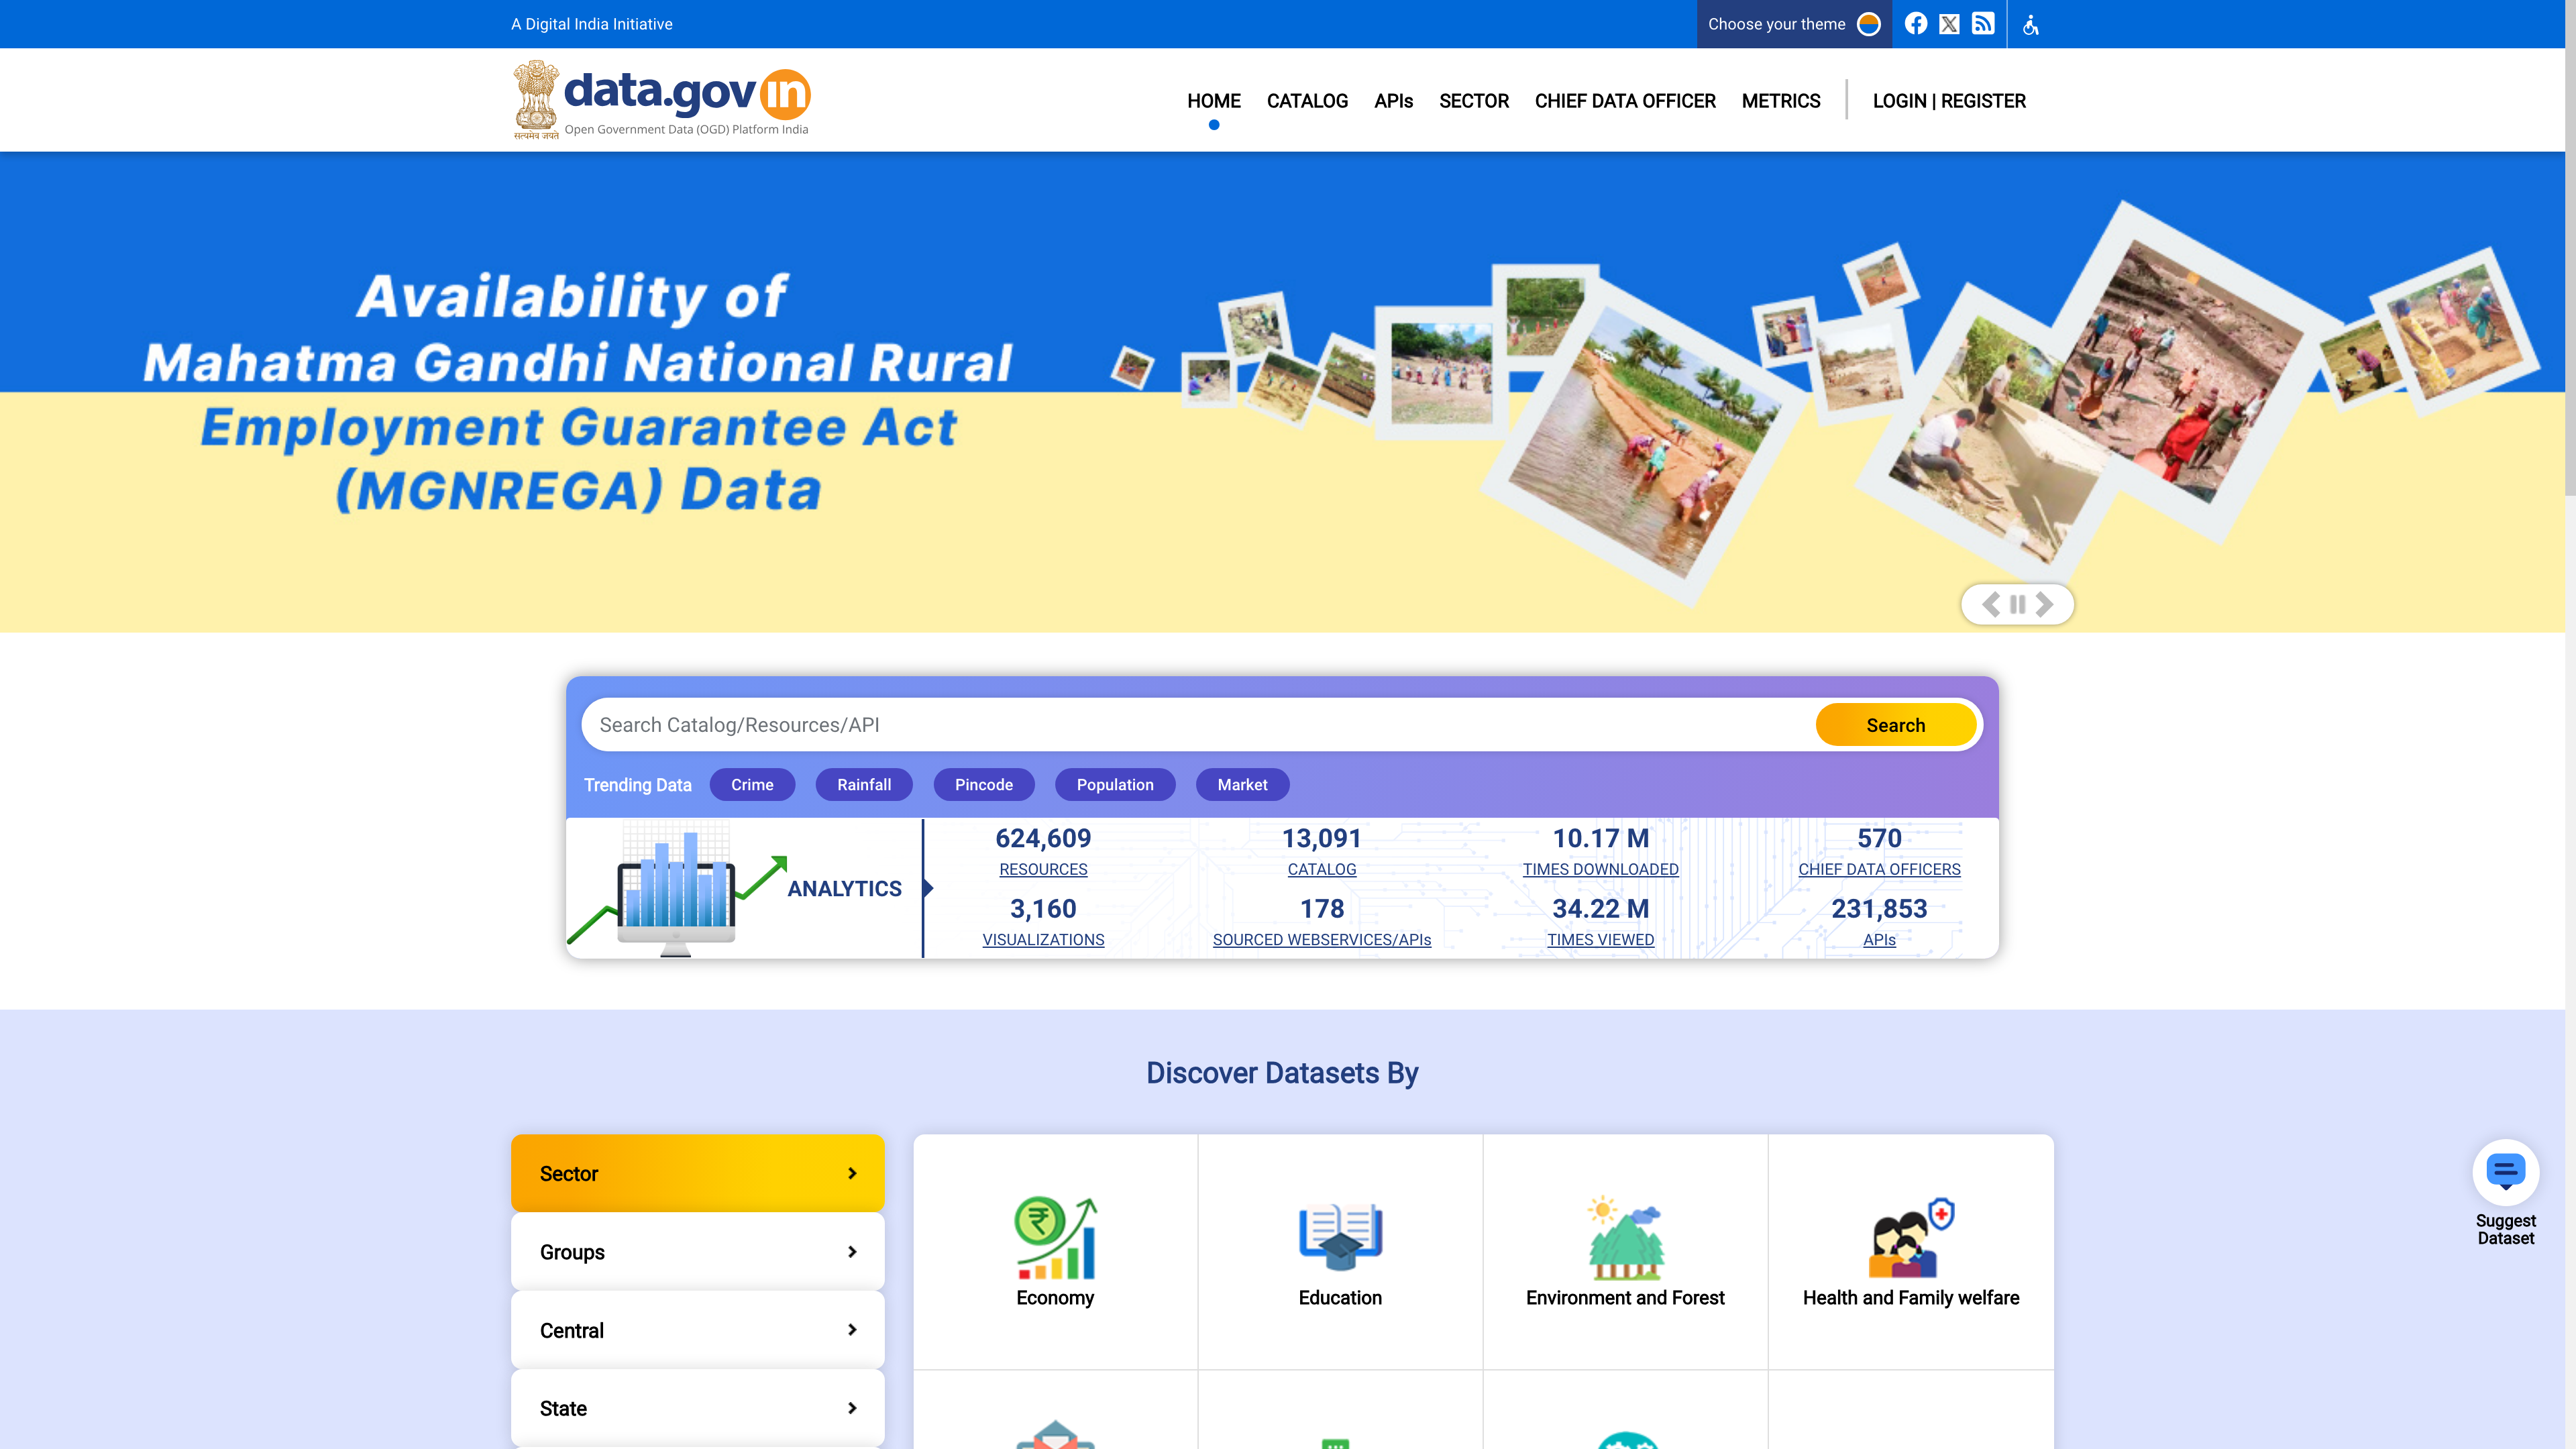 A Digital India Initiative
Choose your theme
data.gov in
सत्यमेव जयते
Open Government Data (OGD) Platform India
HOME CATALOG APIs SECTOR CHIEF DATA OFFICER METRICS LOGIN | REGISTER
Availability of
Mahatma Gandhi National Rural
Employment Guarantee Act
(MGNREGA) Data
Search Catalog/Resources/API
Search
Trending Data Crime Rainfall Pincode Population Market
ANALYTICS
624,609 13,091 10.17 M 570
RESOURCES CATALOG TIMES DOWNLOADED CHIEF DATA OFFICERS
3,160 178 34.22 M 231,853
VISUALIZATIONS SOURCED WEBSERVICES/APIs TIMES VIEWED APIs
Discover Datasets By
Sector
Groups
Central
State
Economy Education Environment and Forest Health and Family welfare
Suggest
Dataset